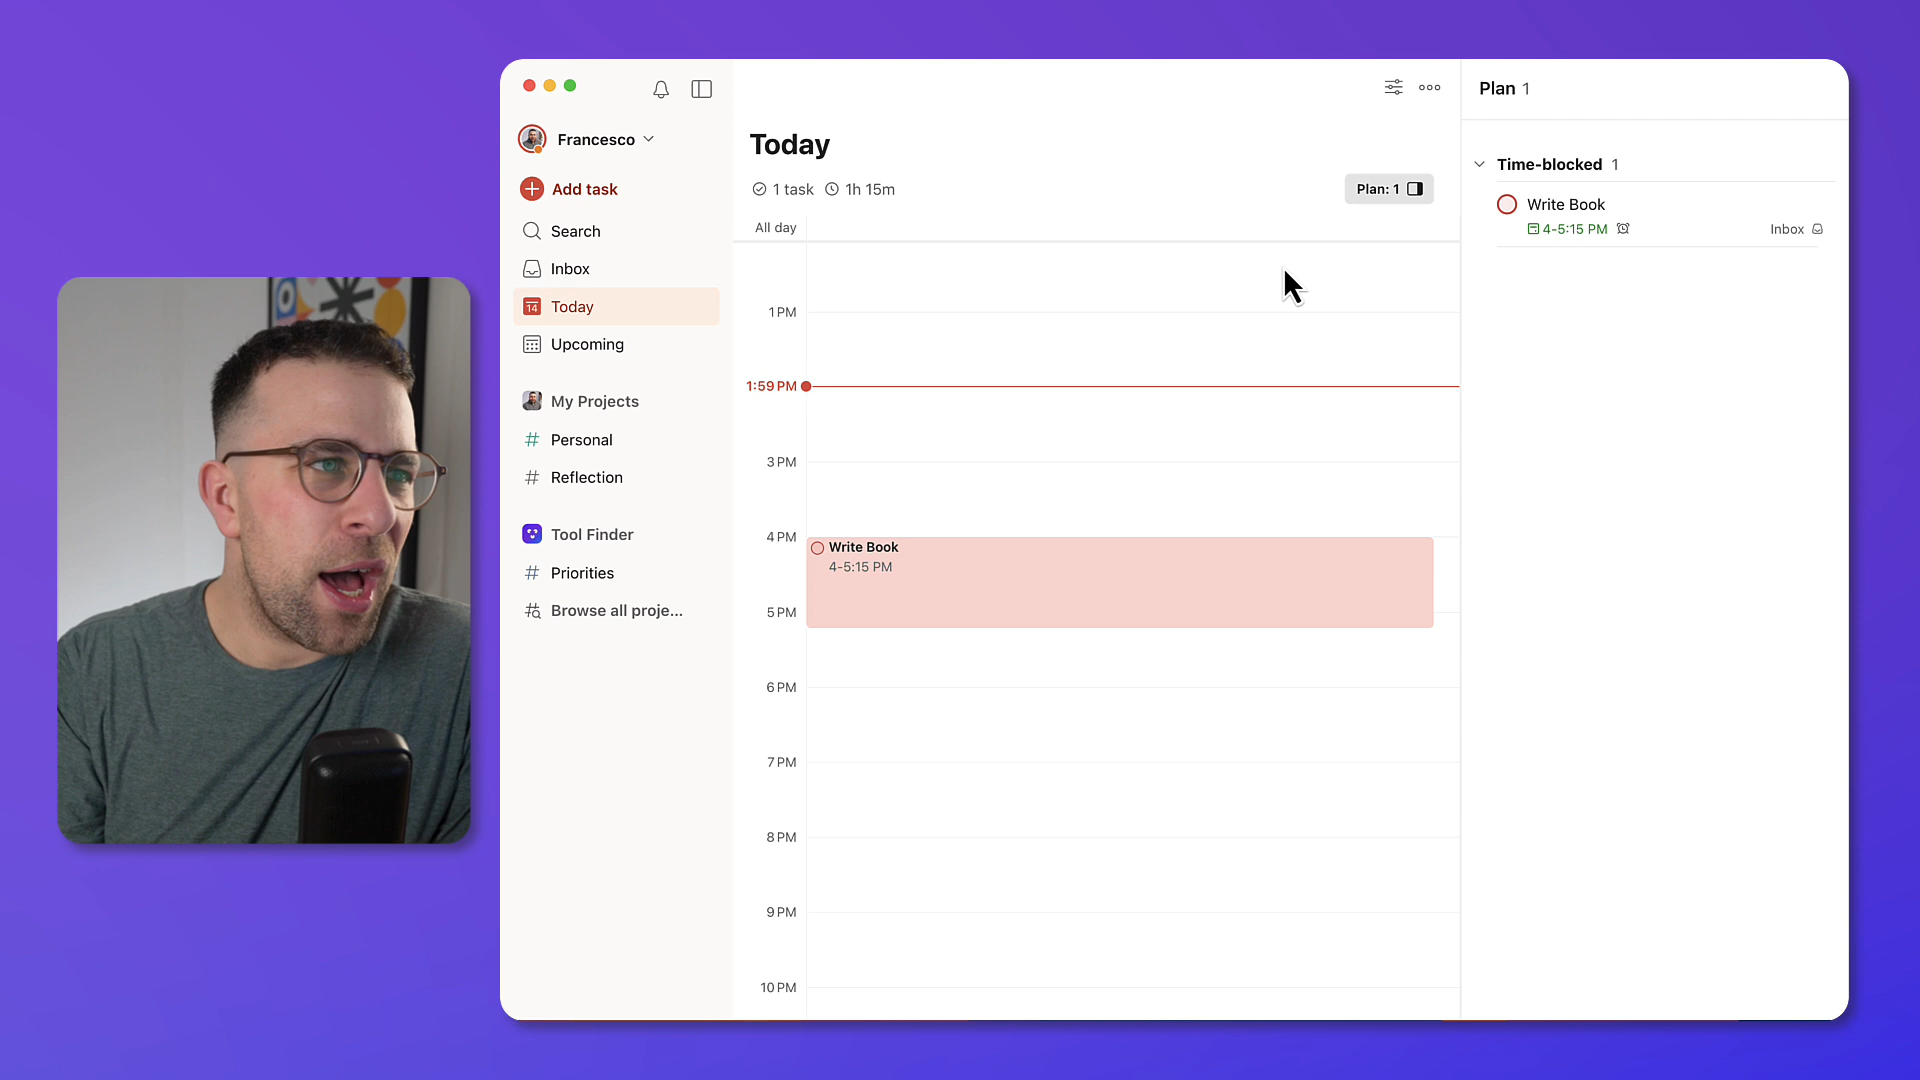 Francesco
Add task
Search
Inbox
14
Today
Upcoming
My Projects
# Personal
# Reflection
Tool Finder
# Priorities
Browse all proje...
Today
1 task 1h 15m
Plan: 1
All day
1 PM
1:59 PM
3 PM
4 PM
Write Book
4-5:15 PM
5 PM
6 PM
7 PM
8 PM
9 PM
10 PM
Plan 1
Time-blocked 1
Write Book
4-5:15 PM
Inbox